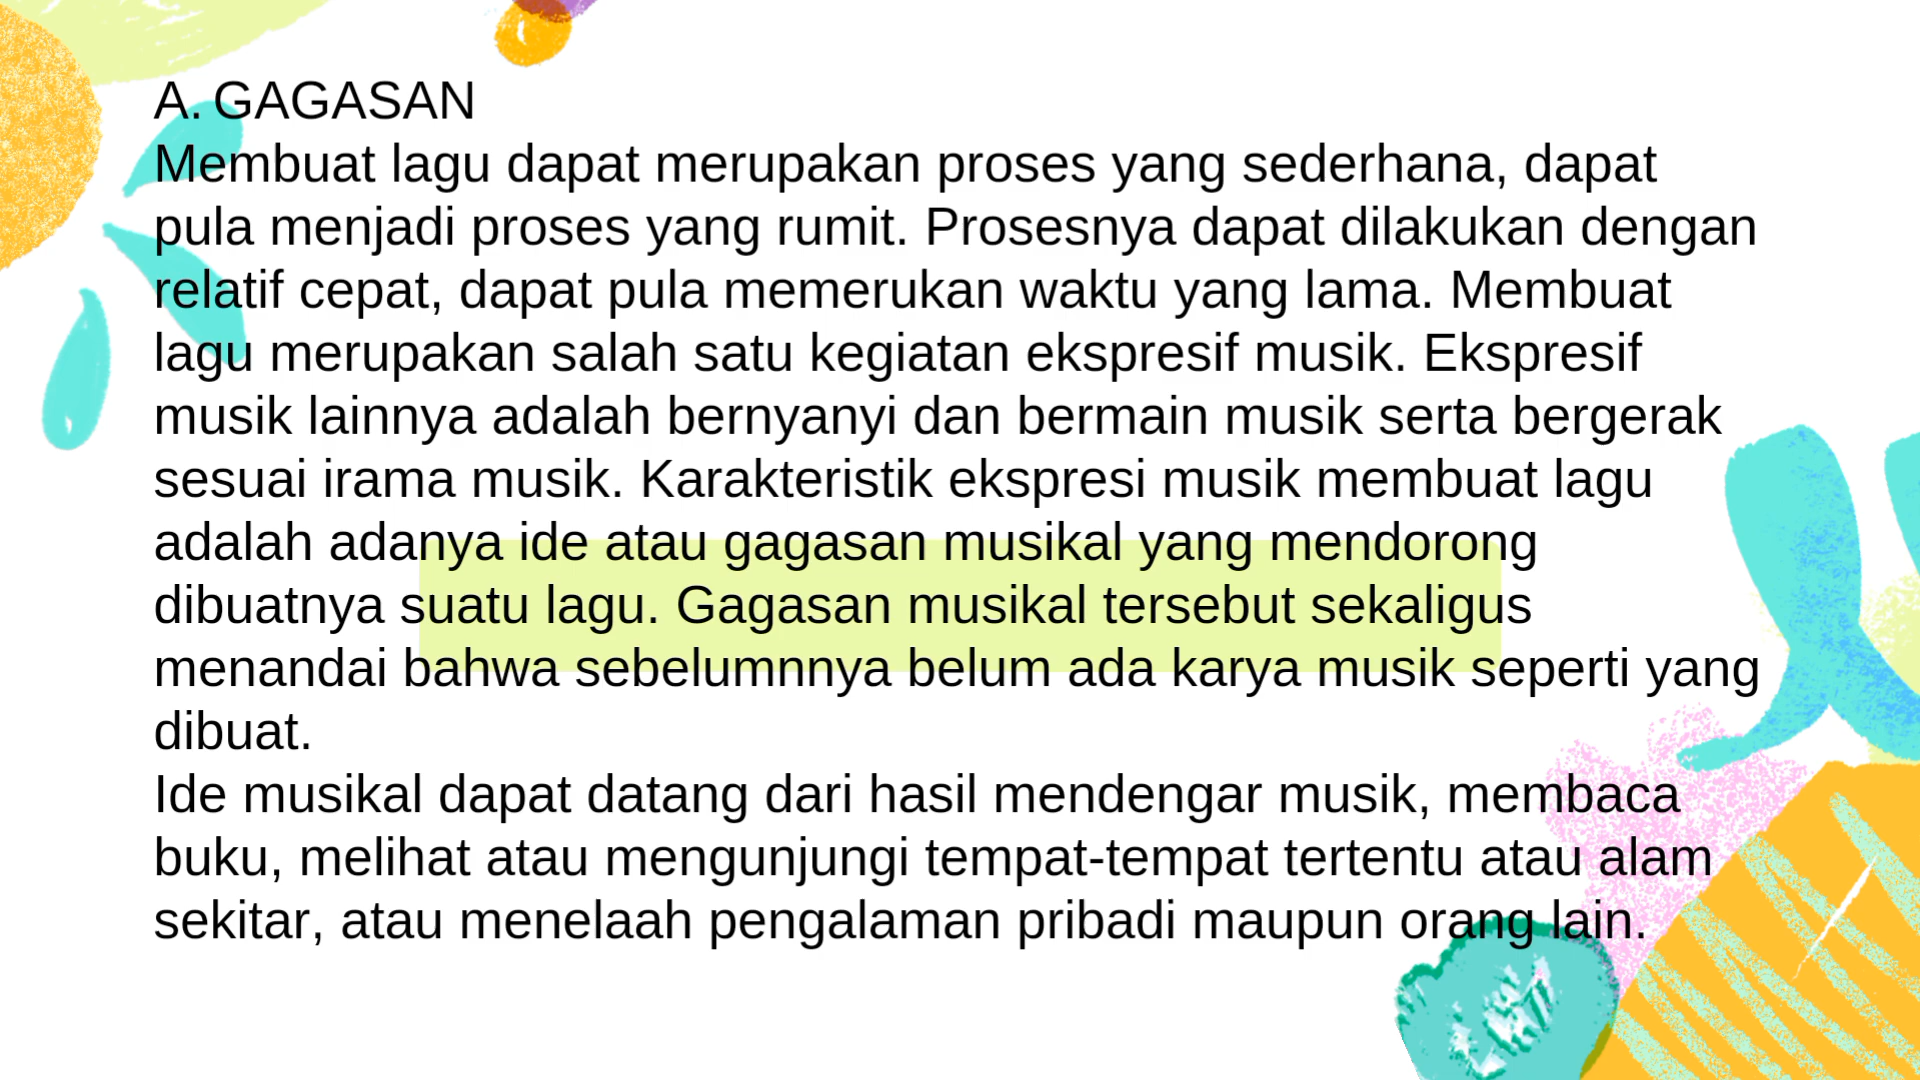 A. GAGASAN
Membuat lagu dapat merupakan proses yang sederhana, dapat
pula menjadi proses yang rumit. Prosesnya dapat dilakukan dengan
relatif cepat, dapat pula memerukan waktu yang lama. Membuat
lagu merupakan salah satu kegiatan ekspresif musik. Ekspresif
musik lainnya adalah bernyanyi dan bermain musik serta bergerak
sesuai irama musik. Karakteristik ekspresi musik membuat lagu
adalah adanya ide atau gagasan musikal yang mendorong
dibuatnya suatu lagu. Gagasan musikal tersebut sekaligus
menandai bahwa sebelumnnya belum ada karya musik seperti yang
dibuat.
Ide musikal dapat datang dari hasil mendengar musik, membaca
buku, melihat atau mengunjungi tempat-tempat tertentu atau alam
sekitar, atau menelaah pengalaman pribadi maupun orang lain.